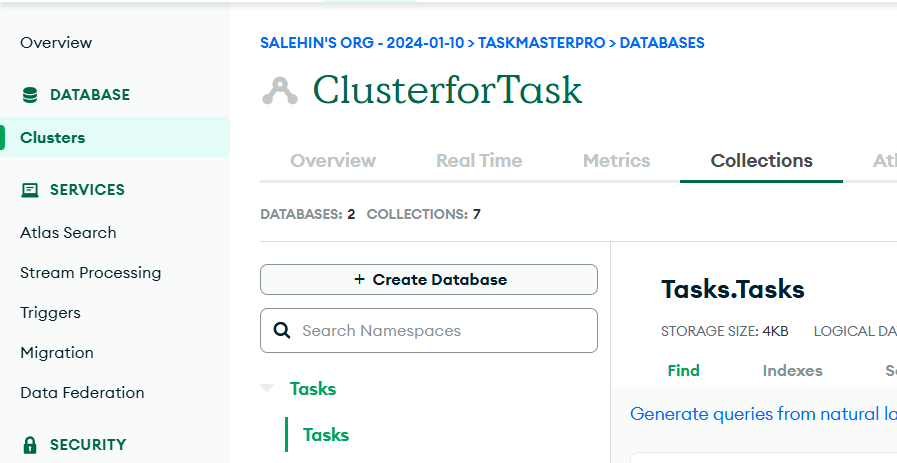 Overview
DATABASE
Clusters
SERVICES
Atlas Search
Stream Processing
Triggers
Migration
Data Federation
SECURITY
SALEHIN'S ORG - 2024-01-10 > TASKMASTERPRO > DATABASES
ClusterforTask
Overview Real Time Metrics Collections Atl
DATABASES: 2 COLLECTIONS: 7
+ Create Database
Search Namespaces
Tasks
Tasks
Tasks.Tasks
STORAGE SIZE: 4KB LOGICAL DA
Find Indexes S
Generate queries from natural la